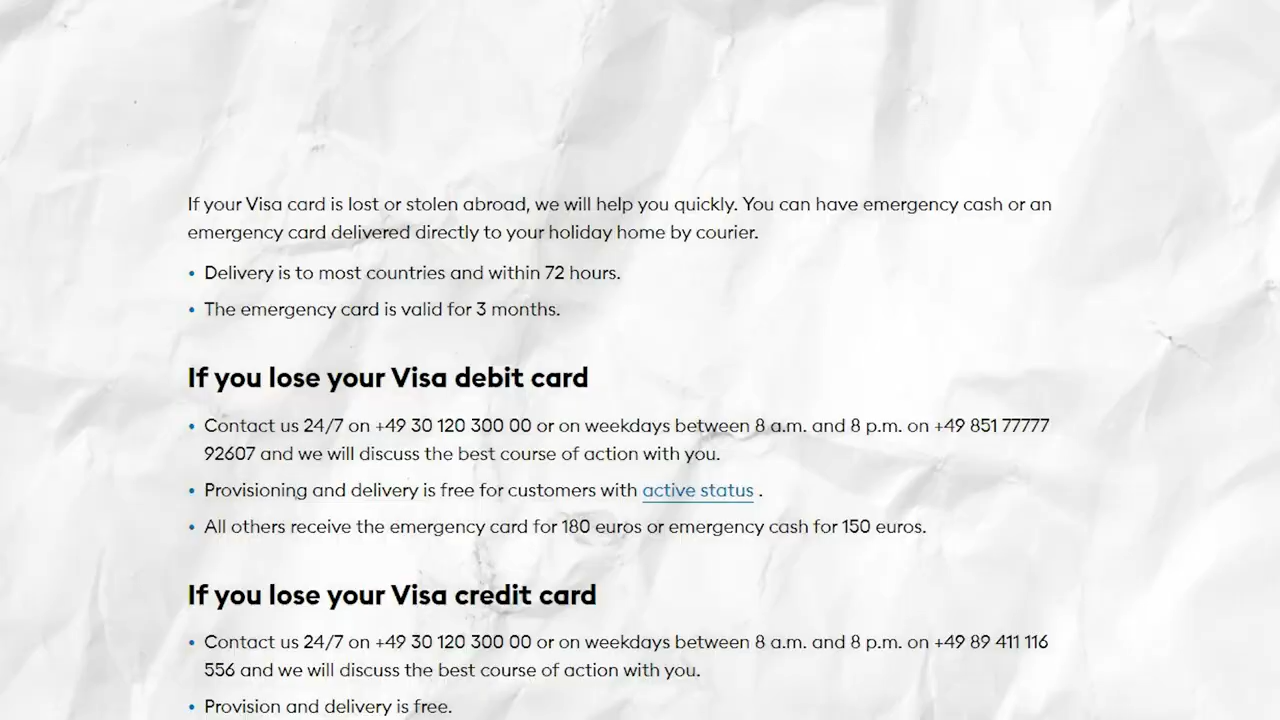 If your Visa card is lost or stolen abroad, we will help you quickly. You can have emergency cash or an
emergency card delivered directly to your holiday home by courier.
• Delivery is to most countries and within 72 hours.
• The emergency card is valid for 3 months.
If you lose your Visa debit card
• Contact us 24/7 on +49 30 120 300 00 or on weekdays between 8 a.m. and 8 p.m. on +49 851 77777
92607 and we will discuss the best course of action with you.
• Provisioning and delivery is free for customers with active status .
• All others receive the emergency card for 180 euros or emergency cash for 150 euros.
If you lose your Visa credit card
• Contact us 24/7 on +49 30 120 300 00 or on weekdays between 8 a.m. and 8 p.m. on +49 89 411 116
556 and we will discuss the best course of action with you.
• Provision and delivery is free.